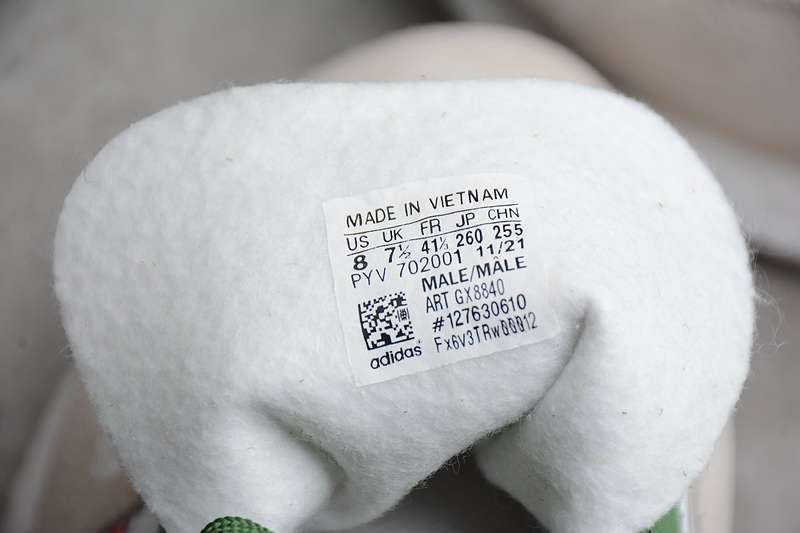 MADE IN VIETNAM
US UK FR JP CHN
8 7½ 41⅓ 260 255
PYV 702001 11/21
MALE/MÂLE
ART GX8840
#127630610
adidas